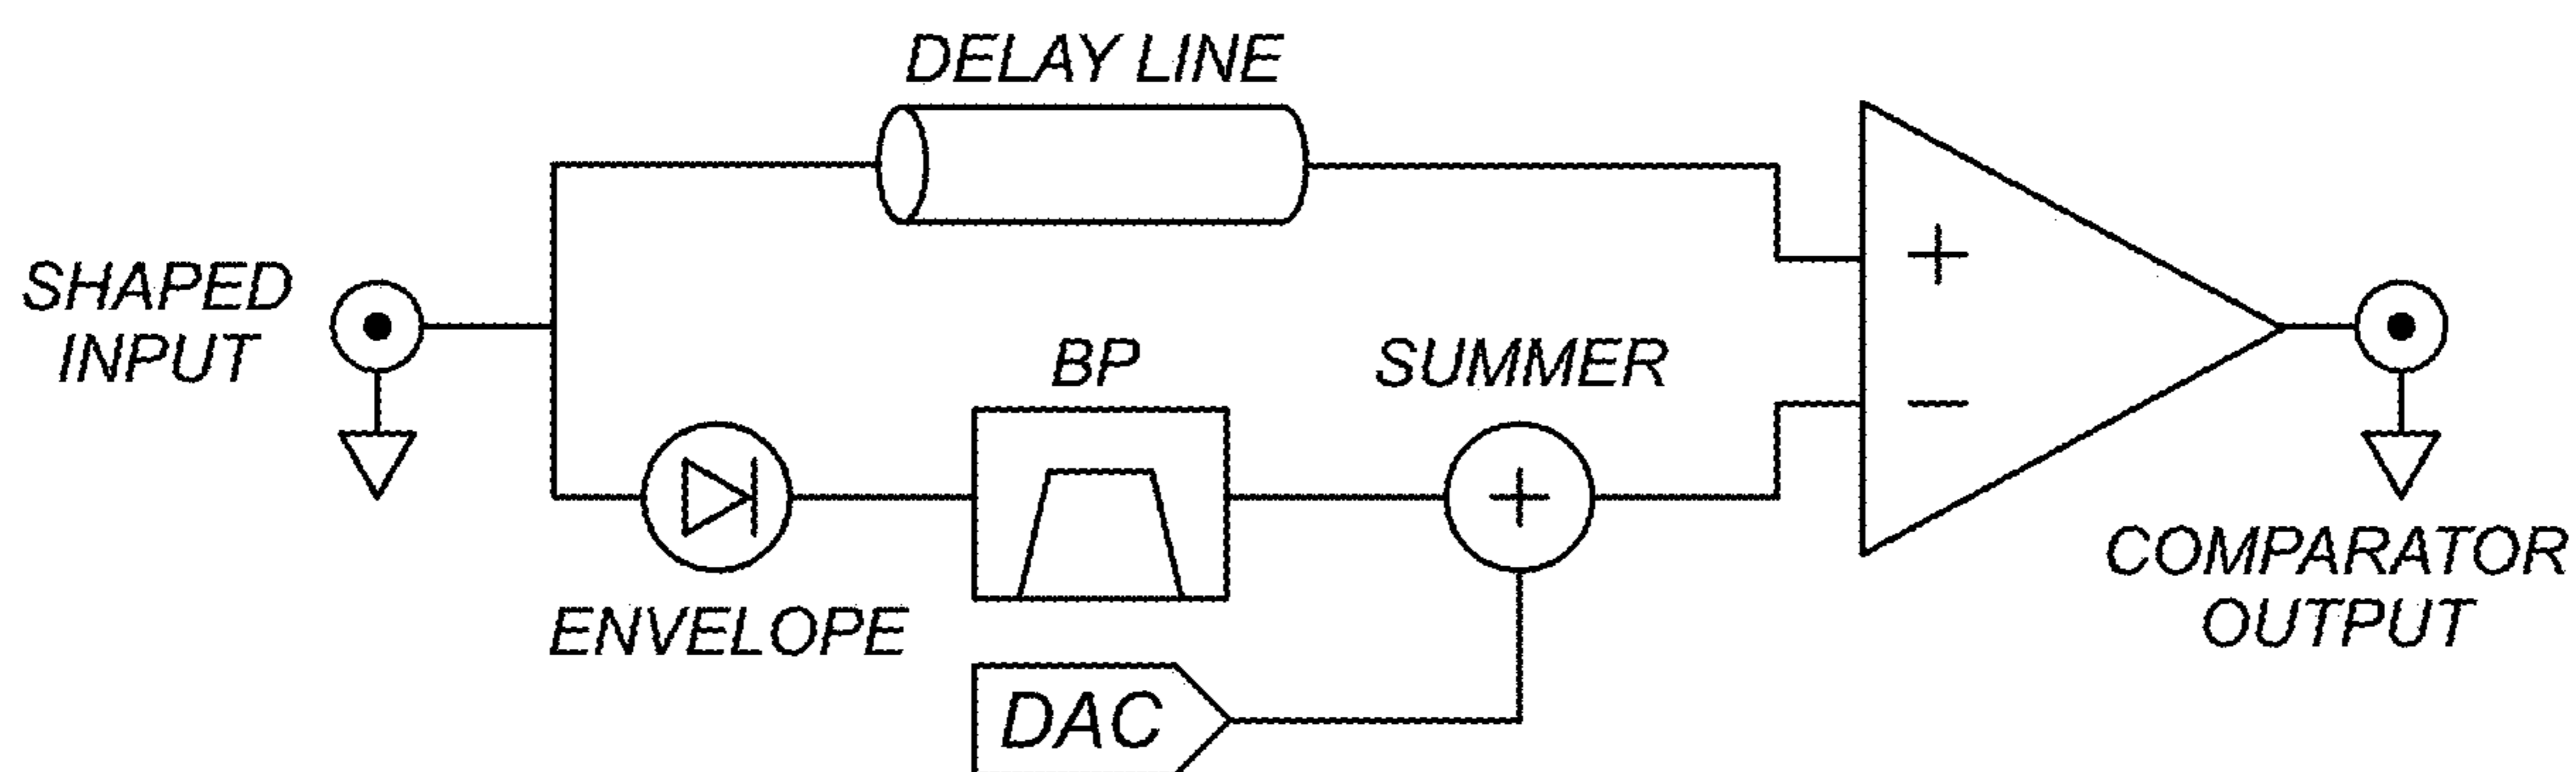 DELAY LINE
SHAPED
INPUT
+
BP
SUMMER
+
−
ENVELOPE
DAC
COMPARATOR
OUTPUT